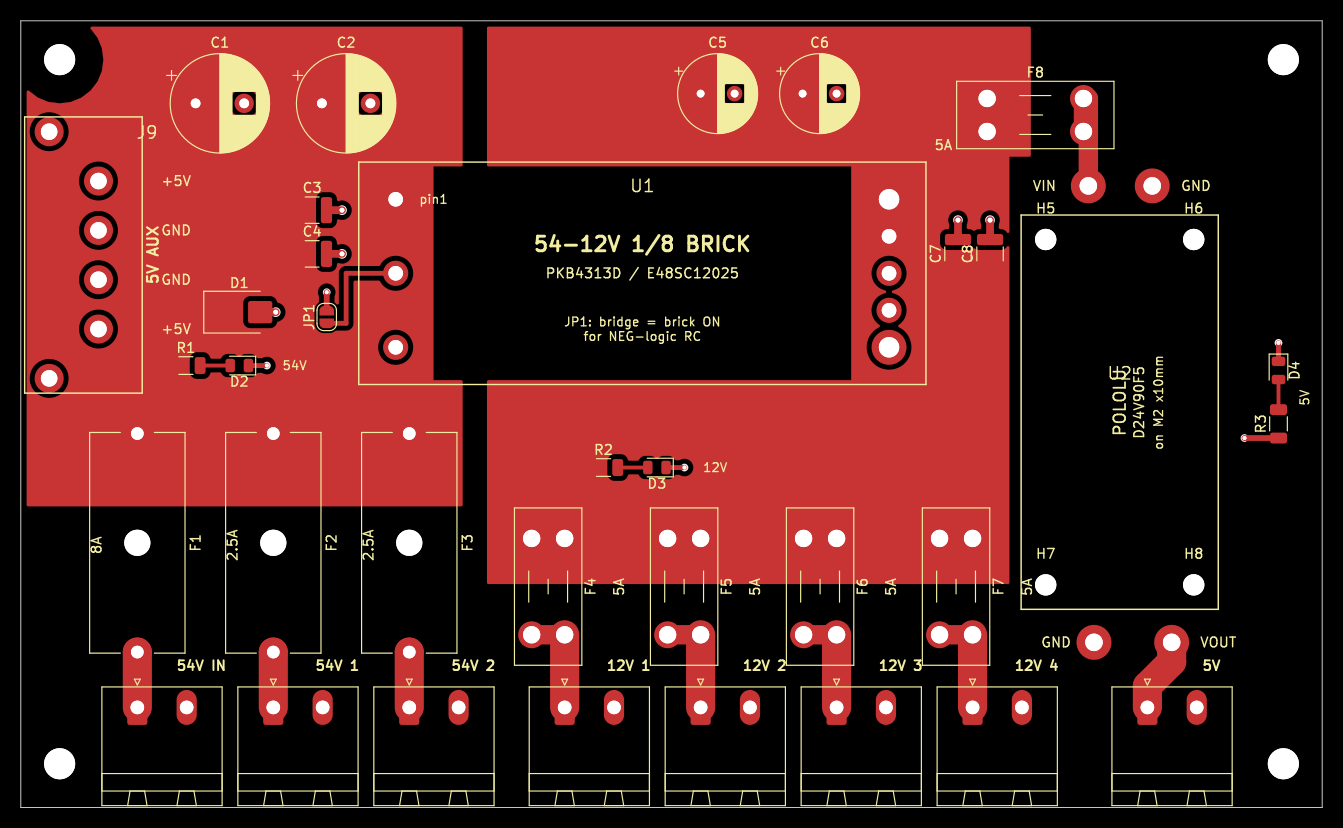 C1
C2
C5
C6
F8
5A
J9
+5V
GND
GND
+5V
5V AUX
C3
C4
pin1
U1
54-12V 1/8 BRICK
PKB4313D / E48SC12025
JP1: bridge = brick ON
for NEG-logic RC
D1
JP1
R1
D2
54V
C7
C8
VIN
GND
H5
H6
POLOLU
D24V90F5
on M2 x10mm
D4
5V
R3
R2
D3
12V
8A
F1
2.5A
F2
2.5A
F3
F4
5A
F5
5A
F6
5A
F7
5A
H7
H8
GND
VOUT
54V IN
54V 1
54V 2
12V 1
12V 2
12V 3
12V 4
5V